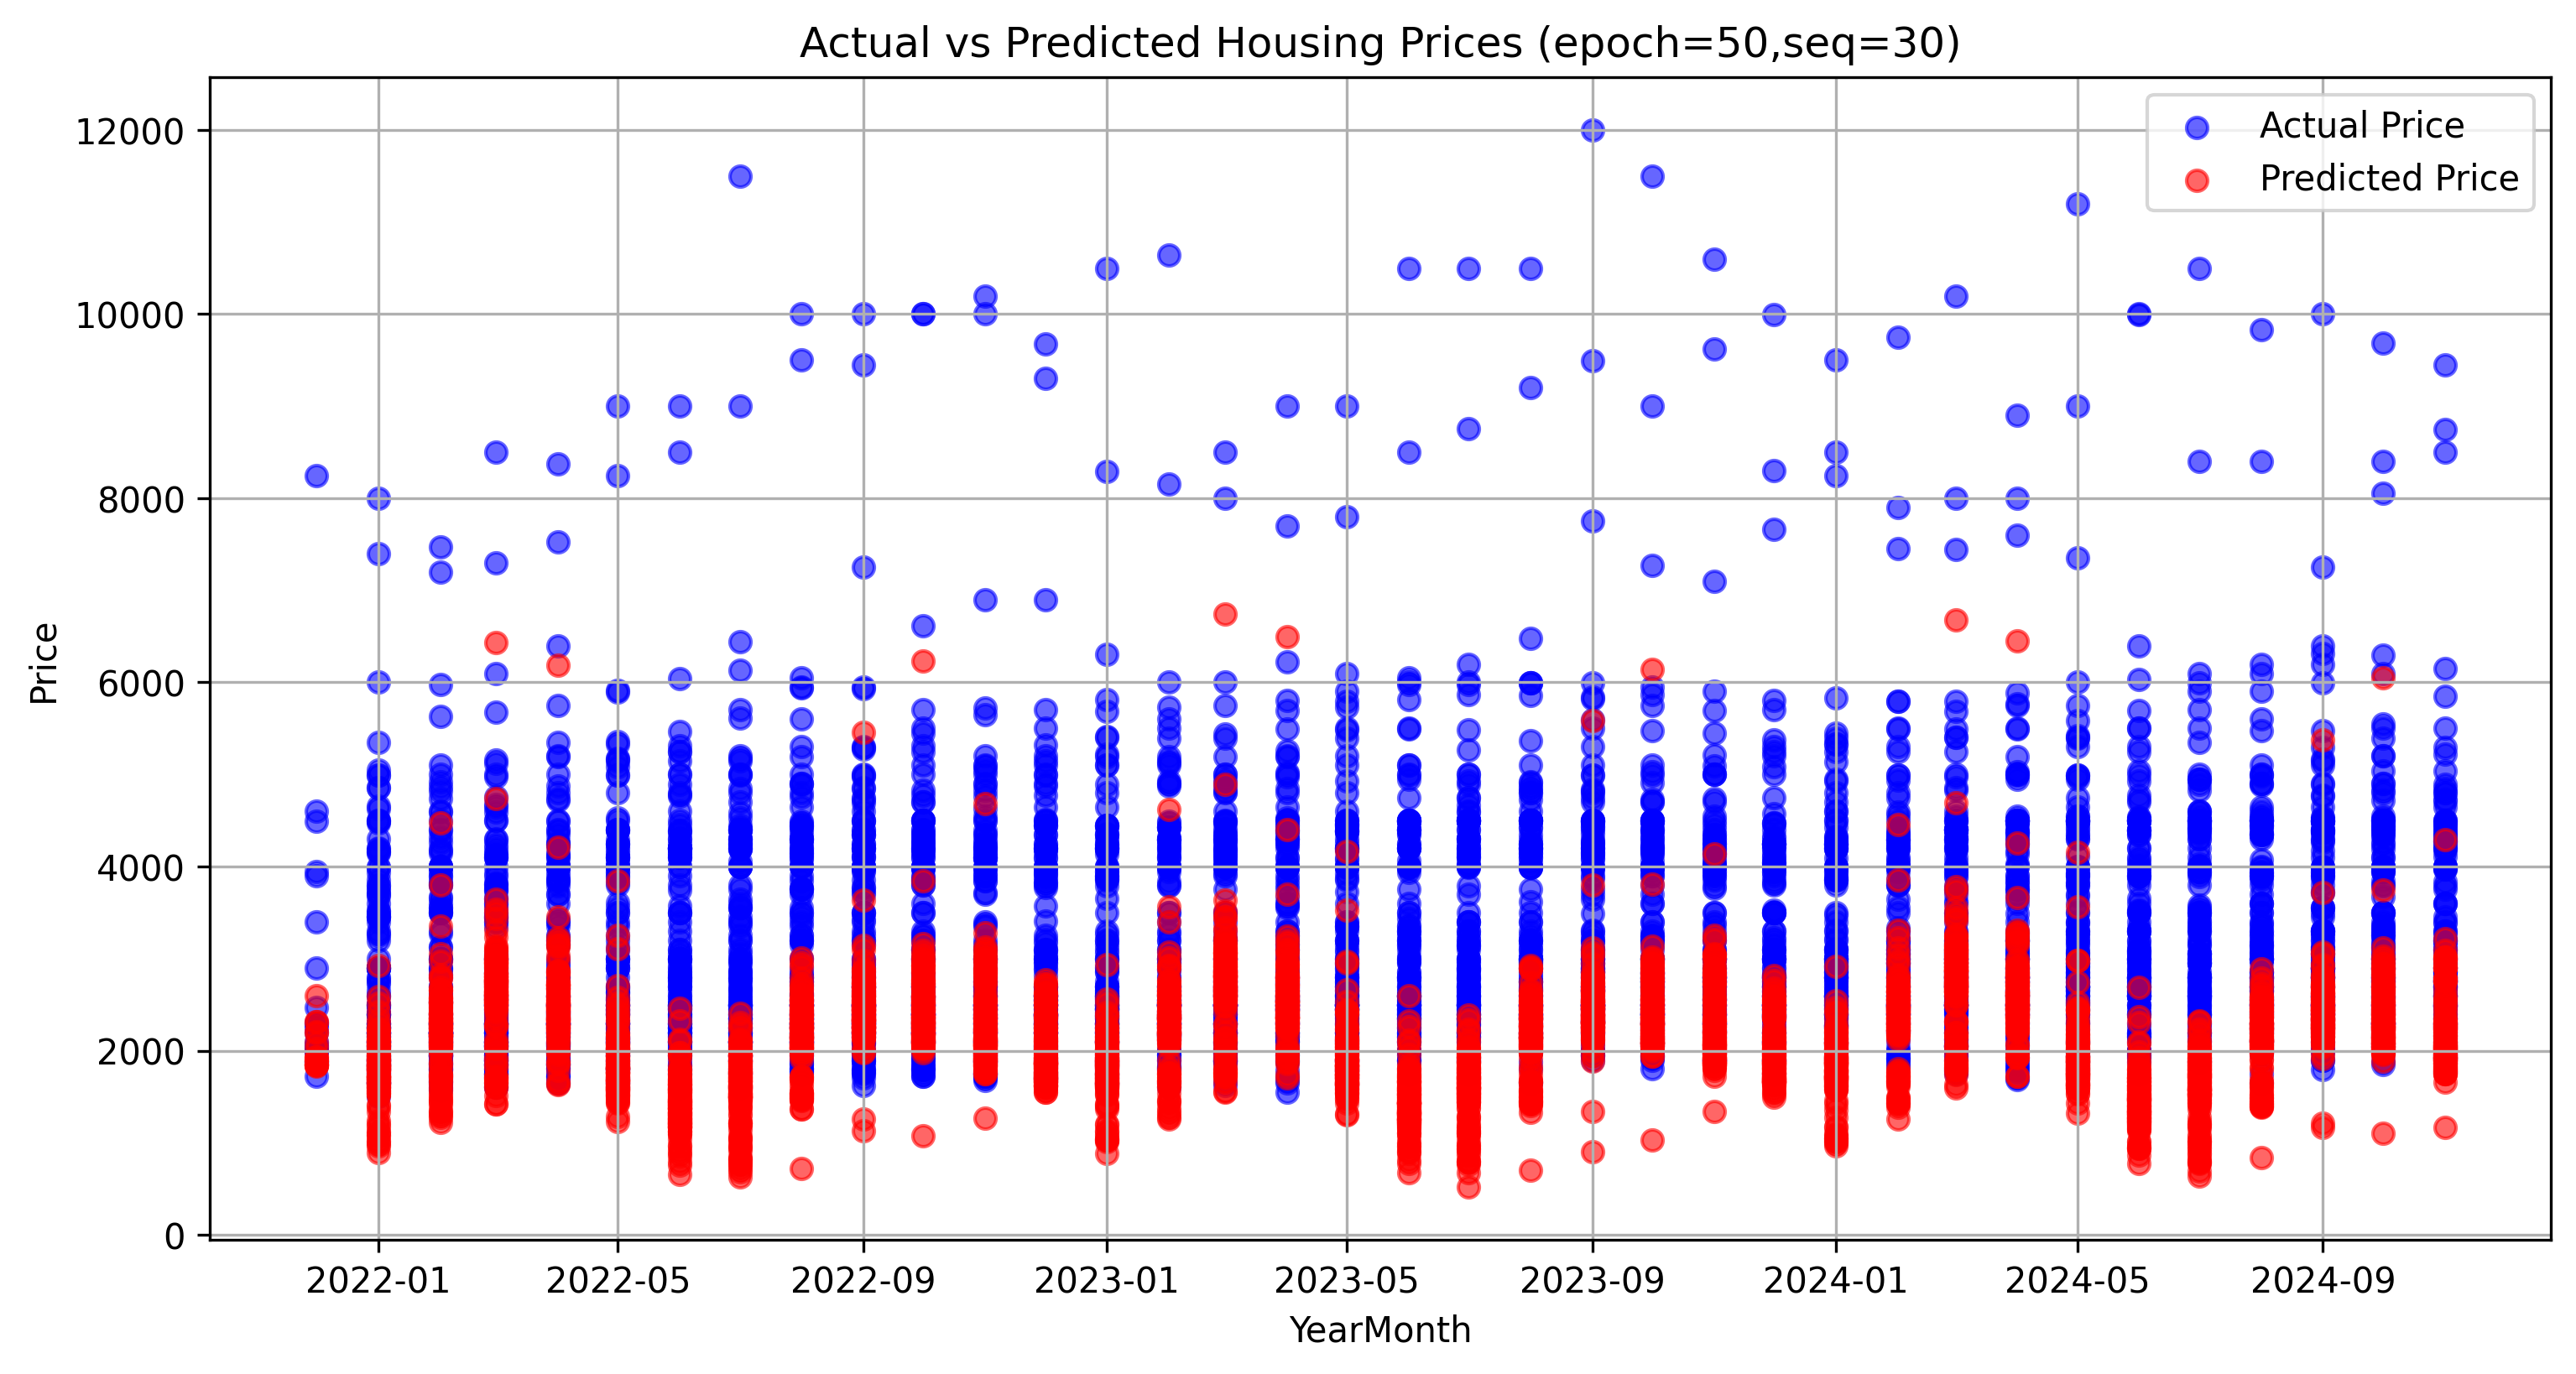 Actual vs Predicted Housing Prices (epoch=50,seq=30)
Actual Price
Predicted Price
12000
10000
8000
6000
4000
2000
0
Price
2022-01 2022-05 2022-09 2023-01 2023-05 2023-09 2024-01 2024-05 2024-09
YearMonth